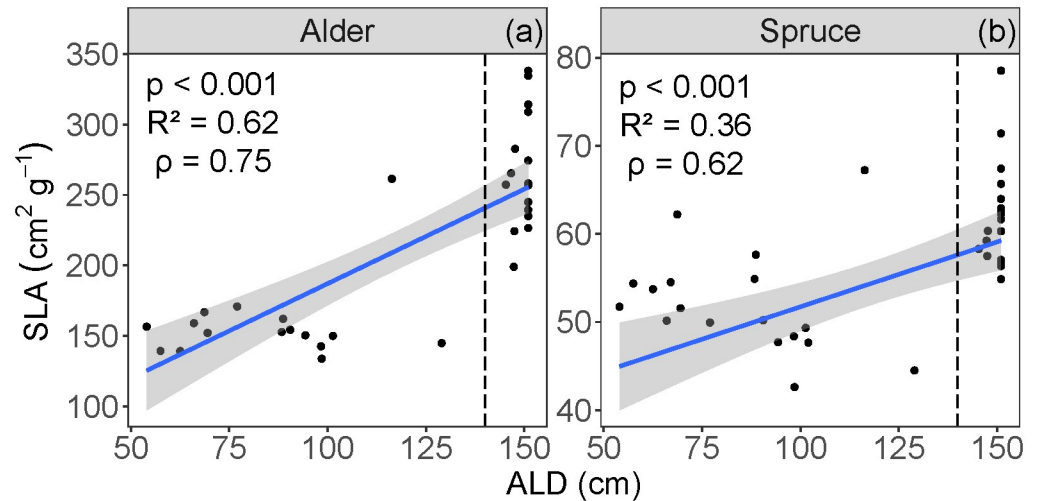 Alder (a)
p < 0.001
R² = 0.62
ρ = 0.75
350
300
250
200
150
100
50 75 100 125 150
SLA (cm² g⁻¹)
Spruce (b)
p < 0.001
R² = 0.36
ρ = 0.62
80
70
60
50
40
50 75 100 125 150
ALD (cm)